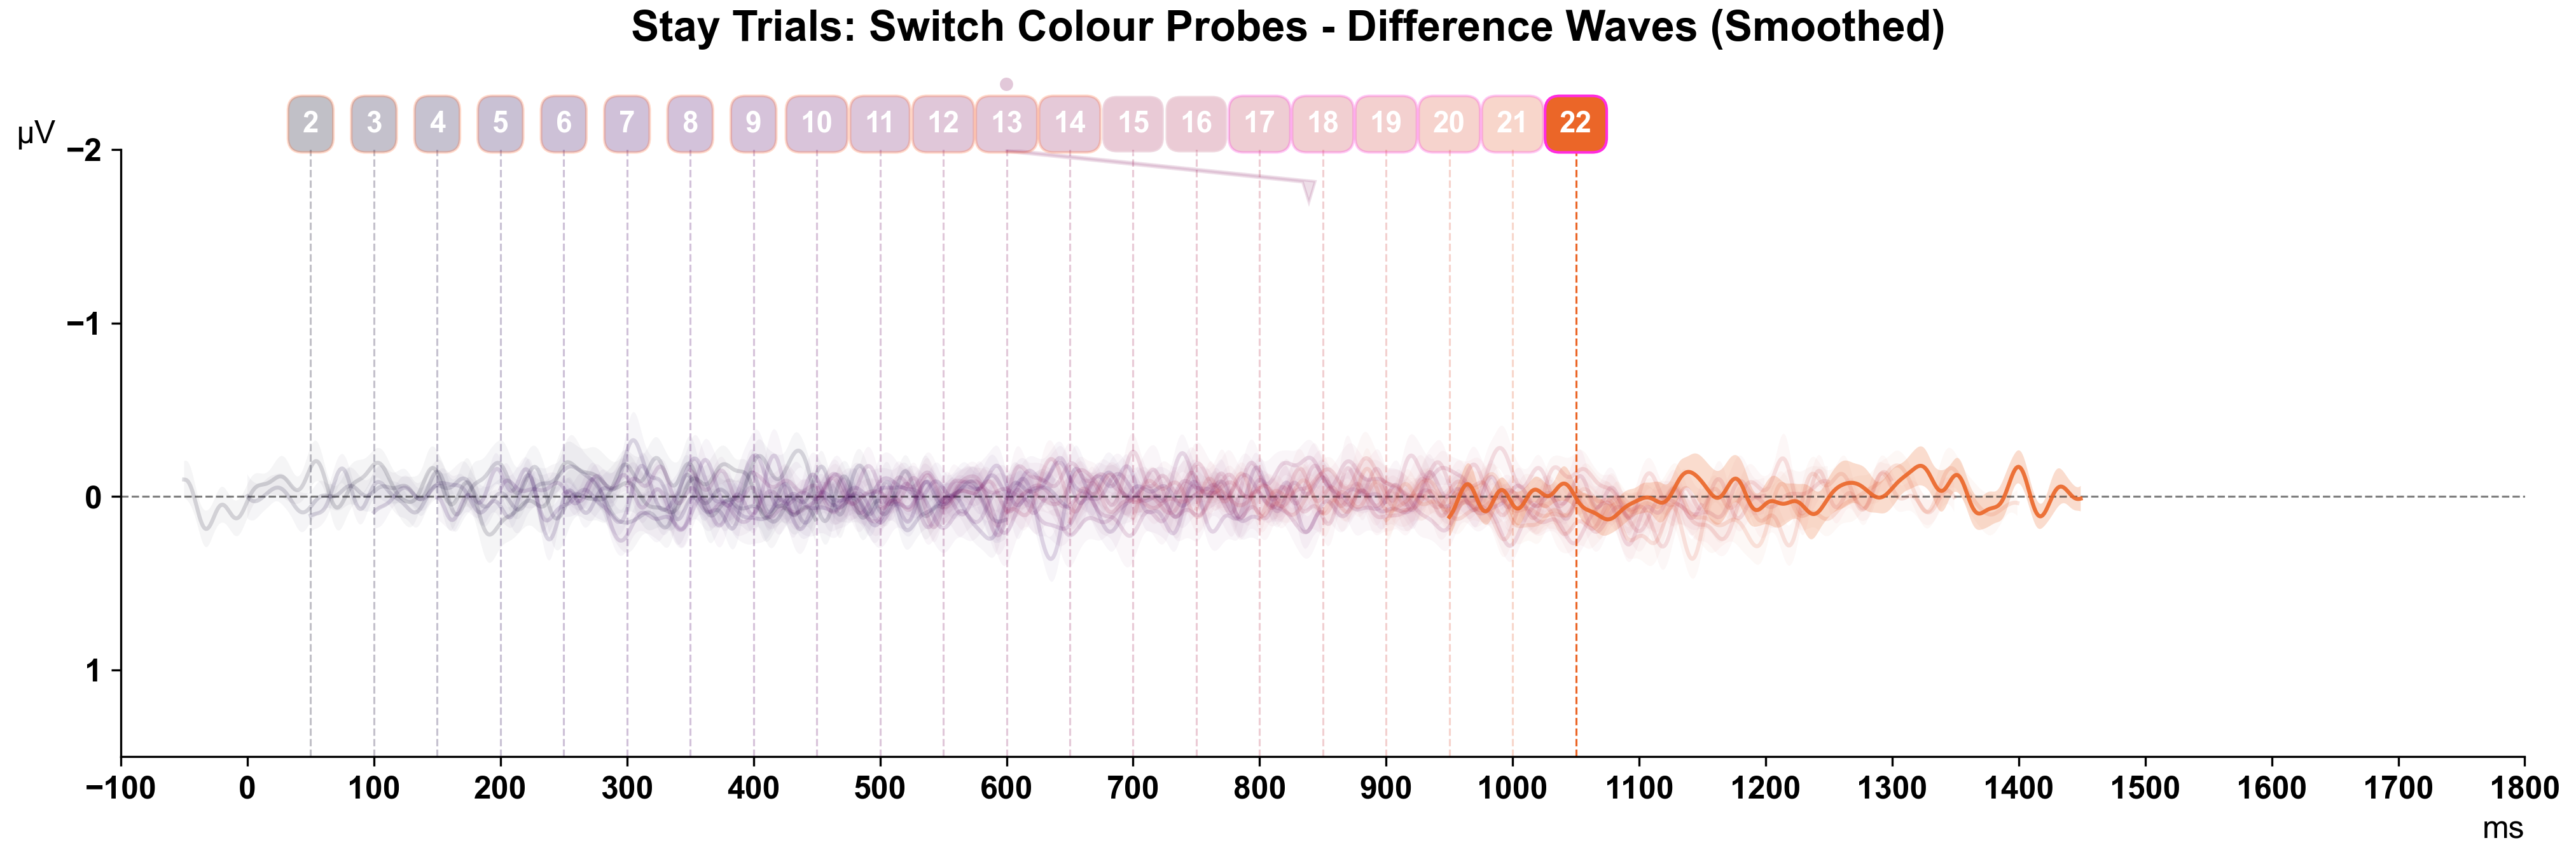 Stay Trials: Switch Colour Probes - Difference Waves (Smoothed)
2 3 4 5 6 7 8 9 10 11 12 13 14 15 16 17 18 19 20 21 22
µV
−2
−1
0
1
−100 0 100 200 300 400 500 600 700 800 900 1000 1100 1200 1300 1400 1500 1600 1700 1800
ms